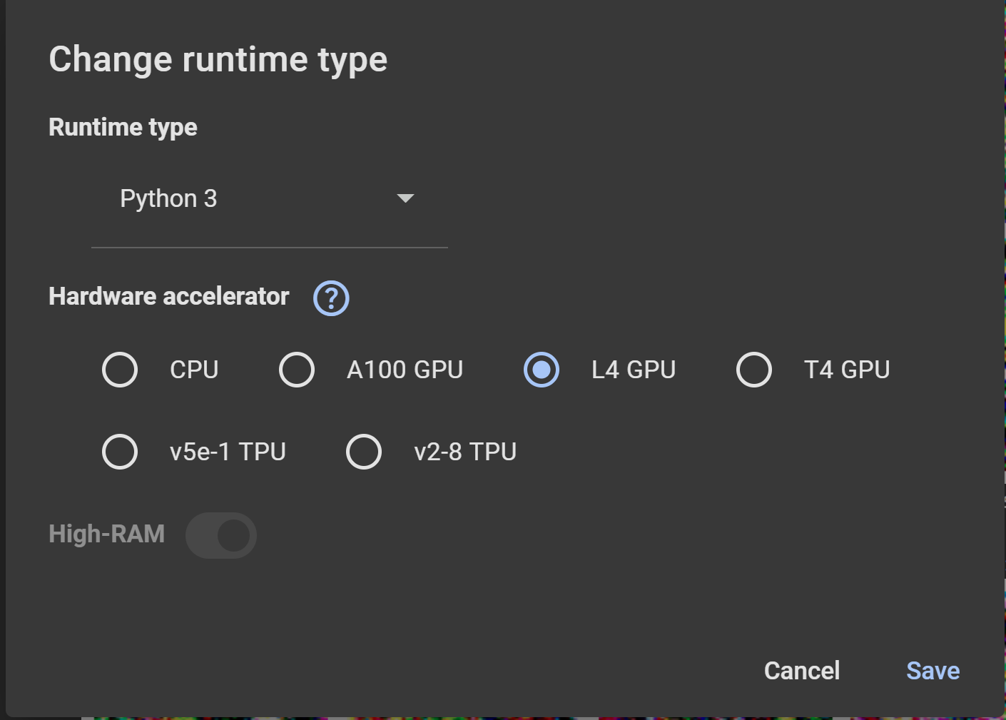 Change runtime type
Runtime type
Python 3
Hardware accelerator ?
CPU A100 GPU L4 GPU T4 GPU
v5e-1 TPU v2-8 TPU
High-RAM
Cancel Save